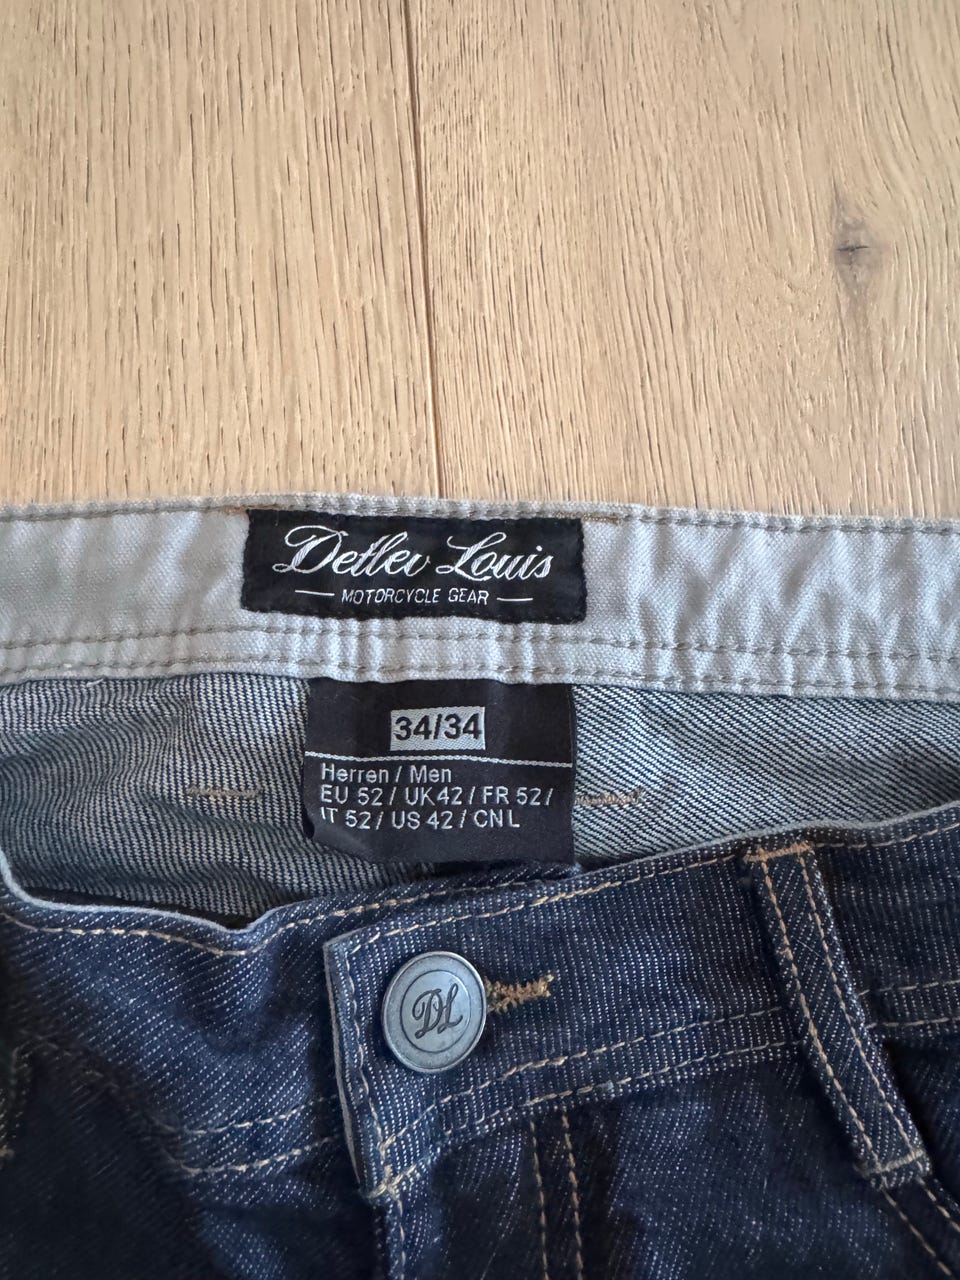 Detlev Louis
MOTORCYCLE GEAR
34/34
Herren / Men
EU 52 / UK 42 / FR 52 /
IT 52 / US 42 / CN L
DL